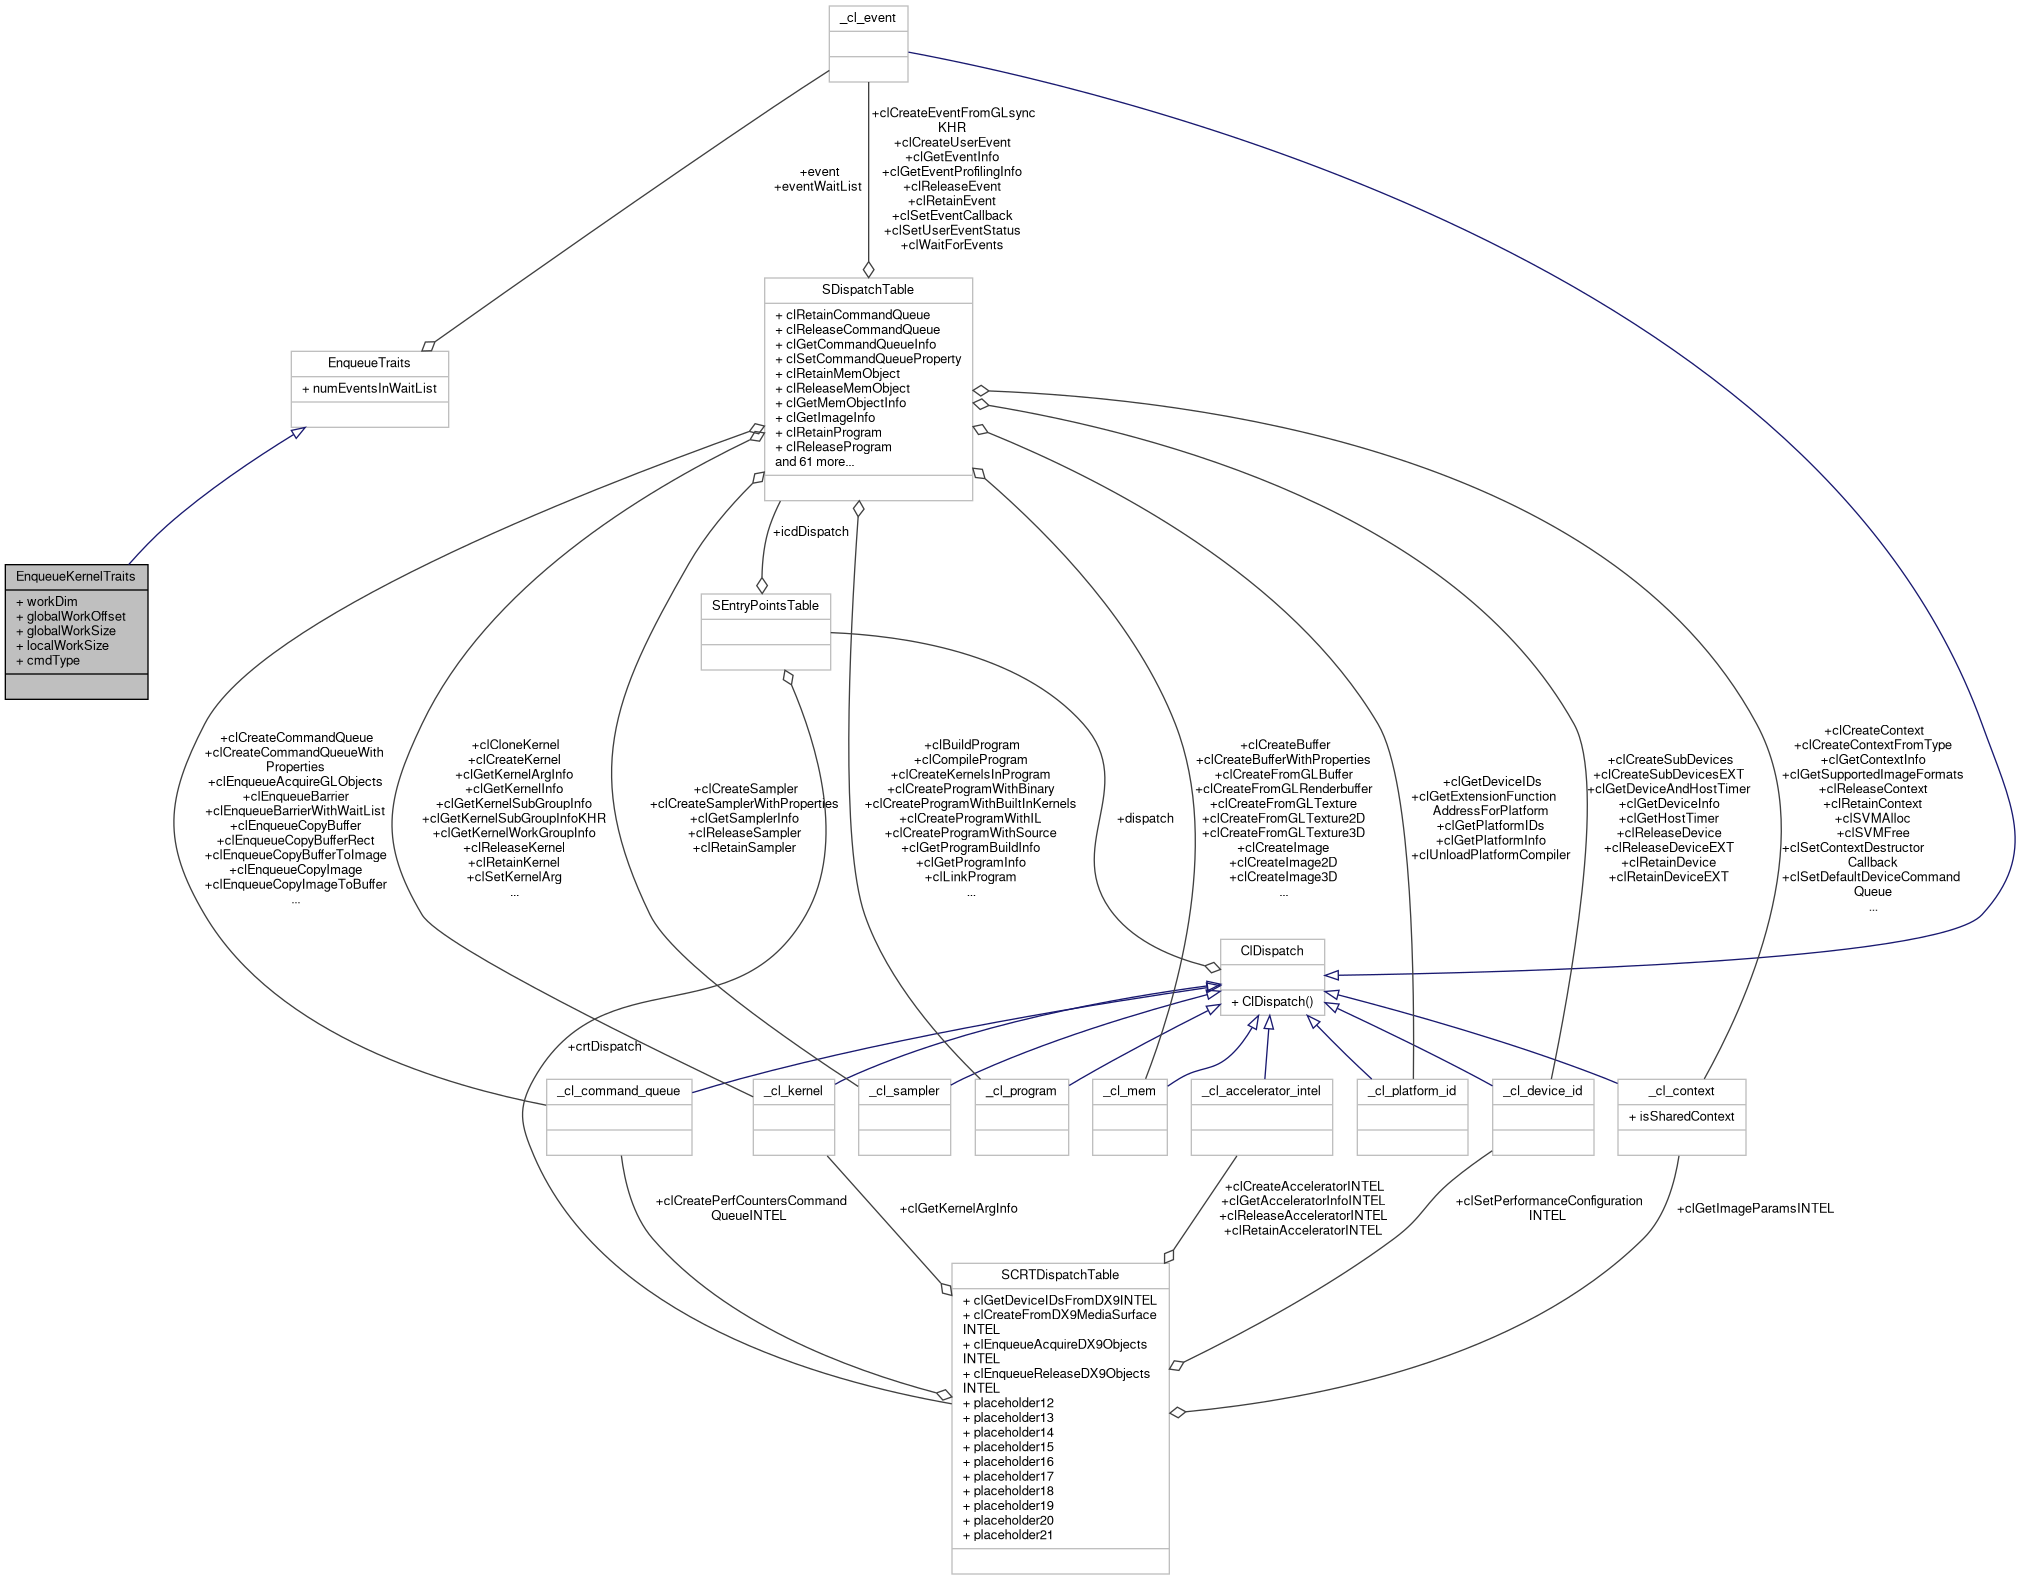 _cl_event
+clCreateEventFromGLsync
KHR
+clCreateUserEvent
+clGetEventInfo
+clGetEventProfilingInfo
+clReleaseEvent
+clRetainEvent
+clSetEventCallback
+clSetUserEventStatus
+clWaitForEvents
+event
+eventWaitList
SDispatchTable
+ clRetainCommandQueue
+ clReleaseCommandQueue
+ clGetCommandQueueInfo
+ clSetCommandQueueProperty
+ clRetainMemObject
+ clReleaseMemObject
+ clGetMemObjectInfo
+ clGetImageInfo
+ clRetainProgram
+ clReleaseProgram
and 61 more...
EnqueueTraits
+ numEventsInWaitList
+icdDispatch
EnqueueKernelTraits
+ workDim
+ globalWorkOffset
+ globalWorkSize
+ localWorkSize
+ cmdType
SEntryPointsTable
+clCreateCommandQueue
+clCreateCommandQueueWith
Properties
+clEnqueueAcquireGLObjects
+clEnqueueBarrier
+clEnqueueBarrierWithWaitList
+clEnqueueCopyBuffer
+clEnqueueCopyBufferRect
+clEnqueueCopyBufferToImage
+clEnqueueCopyImage
+clEnqueueCopyImageToBuffer
...
+clCloneKernel
+clCreateKernel
+clGetKernelArgInfo
+clGetKernelInfo
+clGetKernelSubGroupInfo
+clGetKernelSubGroupInfoKHR
+clGetKernelWorkGroupInfo
+clReleaseKernel
+clRetainKernel
+clSetKernelArg
...
+clCreateSampler
+clCreateSamplerWithProperties
+clGetSamplerInfo
+clReleaseSampler
+clRetainSampler
+clBuildProgram
+clCompileProgram
+clCreateKernelsInProgram
+clCreateProgramWithBinary
+clCreateProgramWithBuiltInKernels
+clCreateProgramWithIL
+clCreateProgramWithSource
+clGetProgramBuildInfo
+clGetProgramInfo
+clLinkProgram
...
+dispatch
+clCreateBuffer
+clCreateBufferWithProperties
+clCreateFromGLBuffer
+clCreateFromGLRenderbuffer
+clCreateFromGLTexture
+clCreateFromGLTexture2D
+clCreateFromGLTexture3D
+clCreateImage
+clCreateImage2D
+clCreateImage3D
...
+clGetDeviceIDs
+clGetExtensionFunction
AddressForPlatform
+clGetPlatformIDs
+clGetPlatformInfo
+clUnloadPlatformCompiler
+clCreateSubDevices
+clCreateSubDevicesEXT
+clGetDeviceAndHostTimer
+clGetDeviceInfo
+clGetHostTimer
+clReleaseDevice
+clReleaseDeviceEXT
+clRetainDevice
+clRetainDeviceEXT
+clCreateContext
+clCreateContextFromType
+clGetContextInfo
+clGetSupportedImageFormats
+clReleaseContext
+clRetainContext
+clSVMAlloc
+clSVMFree
+clSetContextDestructor
Callback
+clSetDefaultDeviceCommand
Queue
...
ClDispatch
+ ClDispatch()
+crtDispatch
_cl_command_queue
_cl_kernel
_cl_sampler
_cl_program
_cl_mem
_cl_accelerator_intel
_cl_platform_id
_cl_device_id
_cl_context
+ isSharedContext
+clCreatePerfCountersCommand
QueueINTEL
+clGetKernelArgInfo
+clCreateAcceleratorINTEL
+clGetAcceleratorInfoINTEL
+clReleaseAcceleratorINTEL
+clRetainAcceleratorINTEL
+clSetPerformanceConfiguration
INTEL
+clGetImageParamsINTEL
SCRTDispatchTable
+ clGetDeviceIDsFromDX9INTEL
+ clCreateFromDX9MediaSurface
INTEL
+ clEnqueueAcquireDX9Objects
INTEL
+ clEnqueueReleaseDX9Objects
INTEL
+ placeholder12
+ placeholder13
+ placeholder14
+ placeholder15
+ placeholder16
+ placeholder17
+ placeholder18
+ placeholder19
+ placeholder20
+ placeholder21